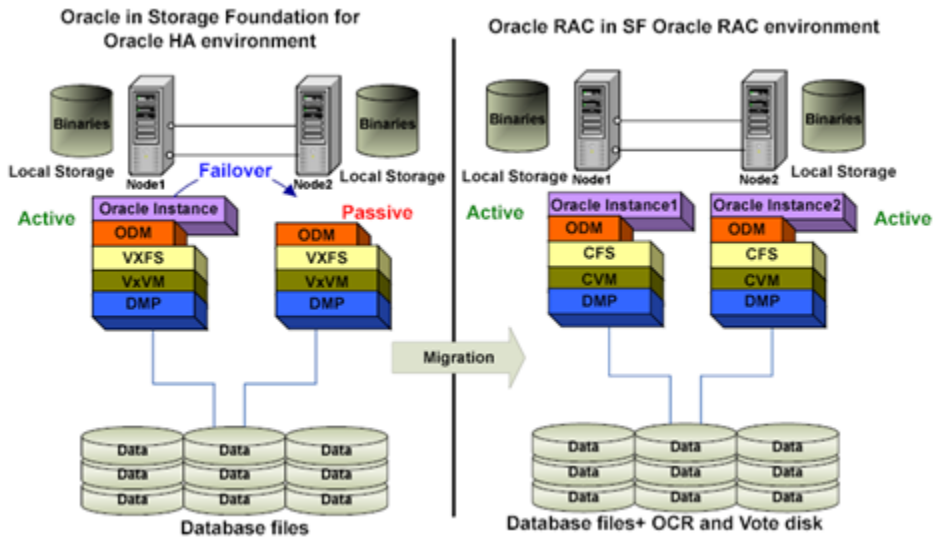 Oracle in Storage Foundation for
Oracle HA environment
Binaries
Local Storage
Node1
Failover
Node2
Binaries
Local Storage
Active
Oracle Instance
ODM
VXFS
VxVM
DMP
Passive
ODM
VXFS
VxVM
DMP
Data Data Data
Data Data Data
Data Data Data
Database files
Migration
Oracle RAC in SF Oracle RAC environment
Binaries
Local Storage
Node1
Node2
Binaries
Local Storage
Active
Oracle Instance1
ODM
CFS
CVM
DMP
Oracle Instance2
Active
ODM
CFS
CVM
DMP
Data Data Data
Data Data Data
Data Data Data
Database files+ OCR and Vote disk